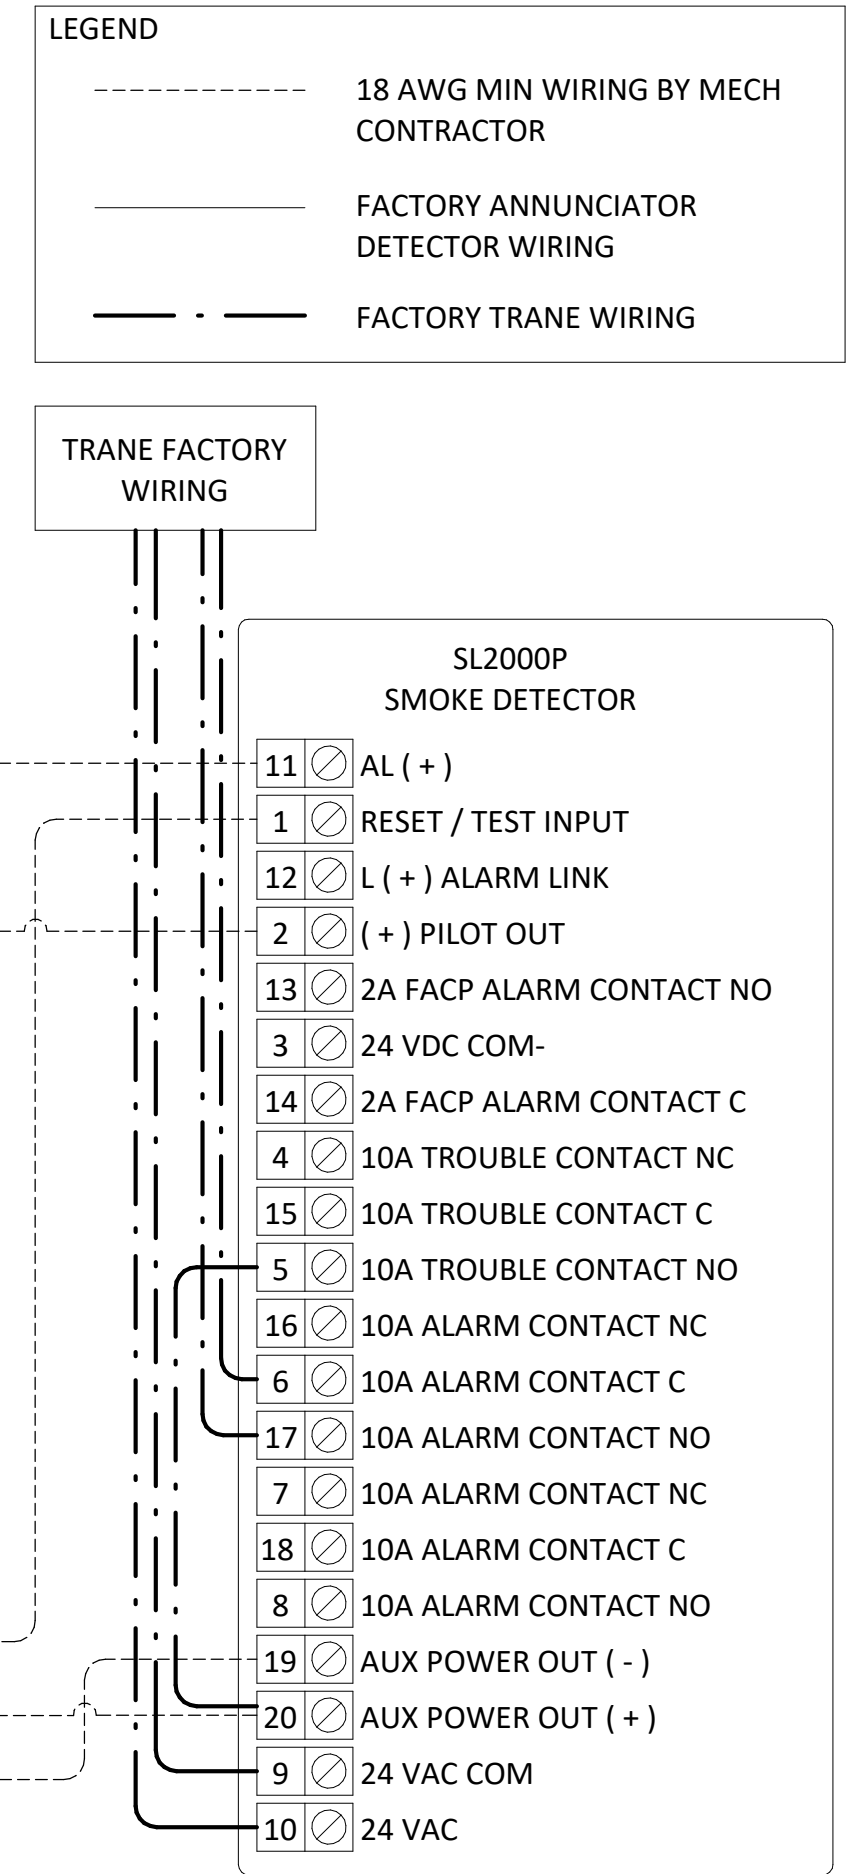 LEGEND
18 AWG MIN WIRING BY MECH
CONTRACTOR
FACTORY ANNUNCIATOR
DETECTOR WIRING
FACTORY TRANE WIRING
TRANE FACTORY
WIRING
SL2000P
SMOKE DETECTOR
11 AL ( + )
1 RESET / TEST INPUT
12 L ( + ) ALARM LINK
2 ( + ) PILOT OUT
13 2A FACP ALARM CONTACT NO
3 24 VDC COM-
14 2A FACP ALARM CONTACT C
4 10A TROUBLE CONTACT NC
15 10A TROUBLE CONTACT C
5 10A TROUBLE CONTACT NO
16 10A ALARM CONTACT NC
6 10A ALARM CONTACT C
17 10A ALARM CONTACT NO
7 10A ALARM CONTACT NC
18 10A ALARM CONTACT C
8 10A ALARM CONTACT NO
19 AUX POWER OUT ( - )
20 AUX POWER OUT ( + )
9 24 VAC COM
10 24 VAC